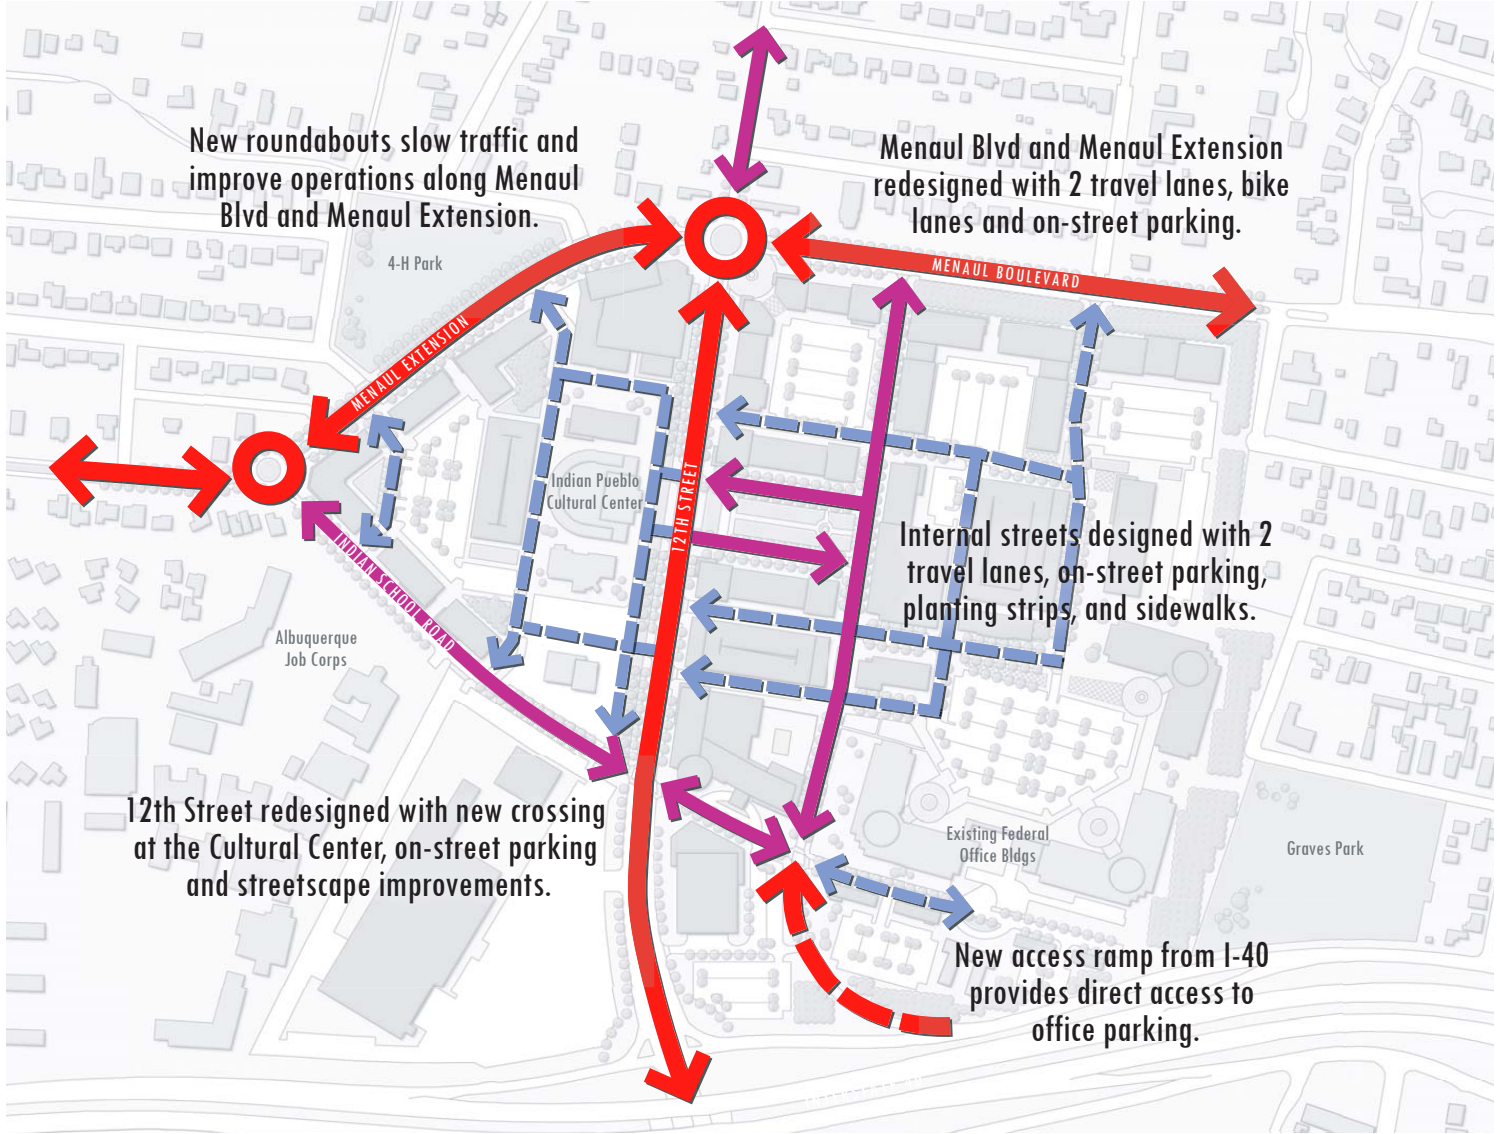 New roundabouts slow traffic and
improve operations along Menaul
Blvd and Menaul Extension.
Menaul Blvd and Menaul Extension
redesigned with 2 travel lanes, bike
lanes and on-street parking.
4-H Park
MENAUL BOULEVARD
MENAUL EXTENSION
Indian Pueblo
Cultural Center
12TH STREET
Internal streets designed with 2
travel lanes, on-street parking,
planting strips, and sidewalks.
INDIAN SCHOOL ROAD
Albuquerque
Job Corps
12th Street redesigned with new crossing
at the Cultural Center, on-street parking
and streetscape improvements.
Existing Federal
Office Bldgs
Graves Park
New access ramp from I-40
provides direct access to
office parking.